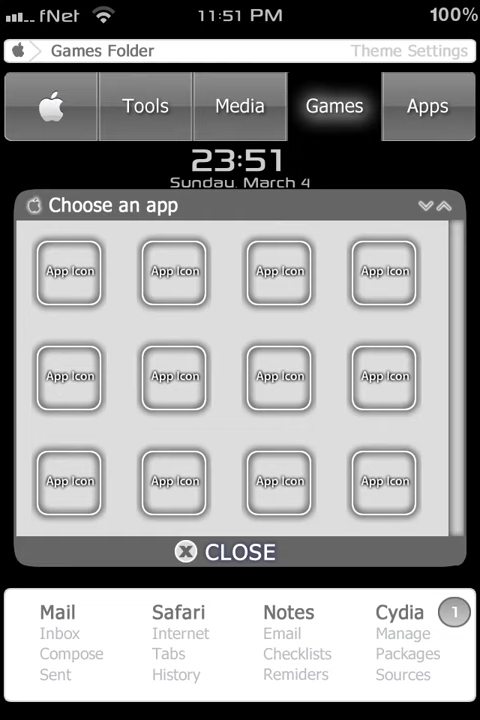 fNet 11:51 PM 100%
Games Folder Theme Settings
Tools Media Games Apps
23:51
Sunday, March 4
Choose an app
App Icon App Icon App Icon App Icon
App Icon App Icon App Icon App Icon
App Icon App Icon App Icon App Icon
X CLOSE
Mail Safari Notes Cydia 1
Inbox Internet Email Manage
Compose Tabs Checklists Packages
Sent History Remiders Sources